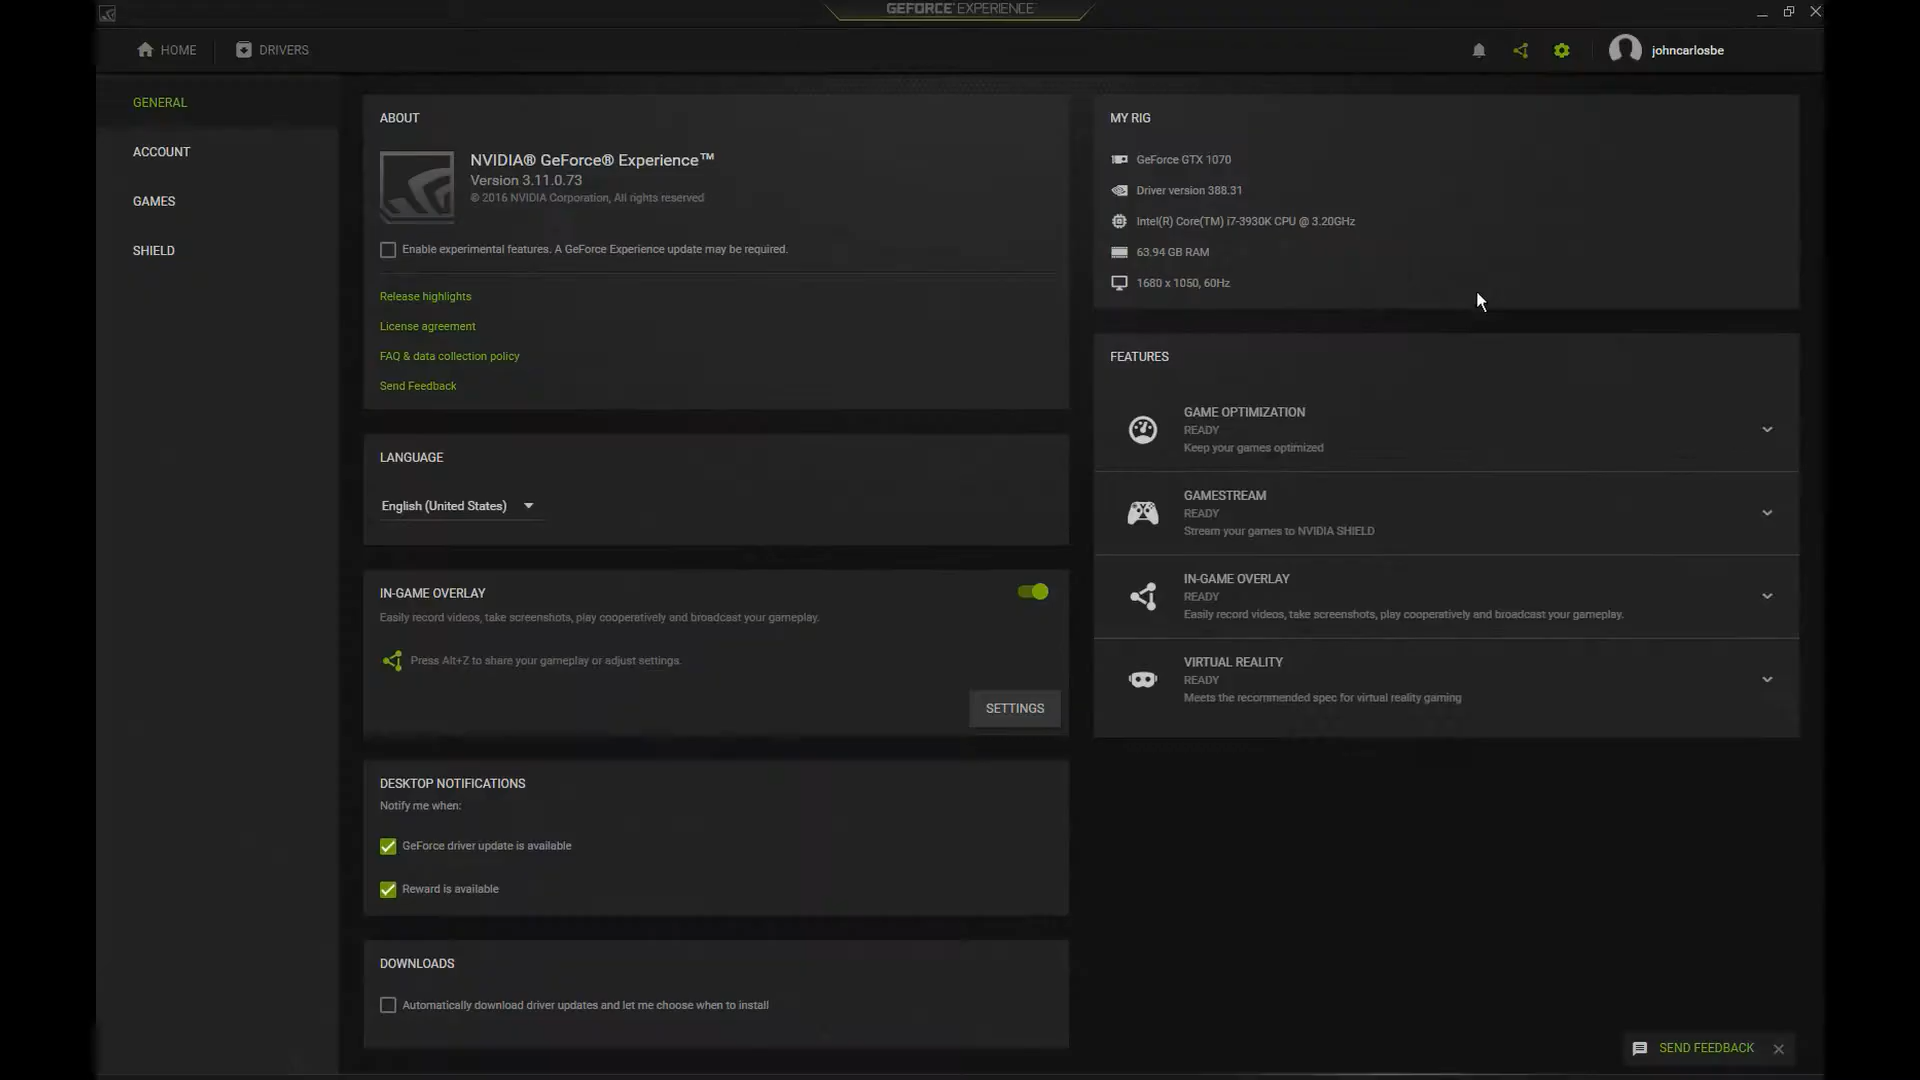 GEFORCE EXPERIENCE
HOME
DRIVERS
johncarlosbe
GENERAL
ACCOUNT
GAMES
SHIELD
ABOUT
NVIDIA® GeForce® Experience™
Version 3.11.0.73
© 2016 NVIDIA Corporation, All rights reserved
Enable experimental features. A GeForce Experience update may be required.
Release highlights
License agreement
FAQ & data collection policy
Send Feedback
LANGUAGE
English (United States)
IN-GAME OVERLAY
Easily record videos, take screenshots, play cooperatively and broadcast your gameplay.
Press Alt+Z to share your gameplay or adjust settings.
SETTINGS
DESKTOP NOTIFICATIONS
Notify me when:
GeForce driver update is available
Reward is available
DOWNLOADS
Automatically download driver updates and let me choose when to install
MY RIG
GeForce GTX 1070
Driver version 388.31
Intel(R) Core(TM) i7-3930K CPU @ 3.20GHz
63.94 GB RAM
1680 x 1050, 60Hz
FEATURES
GAME OPTIMIZATION
READY
Keep your games optimized
GAMESTREAM
READY
Stream your games to NVIDIA SHIELD
IN-GAME OVERLAY
READY
Easily record videos, take screenshots, play cooperatively and broadcast your gameplay.
VIRTUAL REALITY
READY
Meets the recommended spec for virtual reality gaming
SEND FEEDBACK